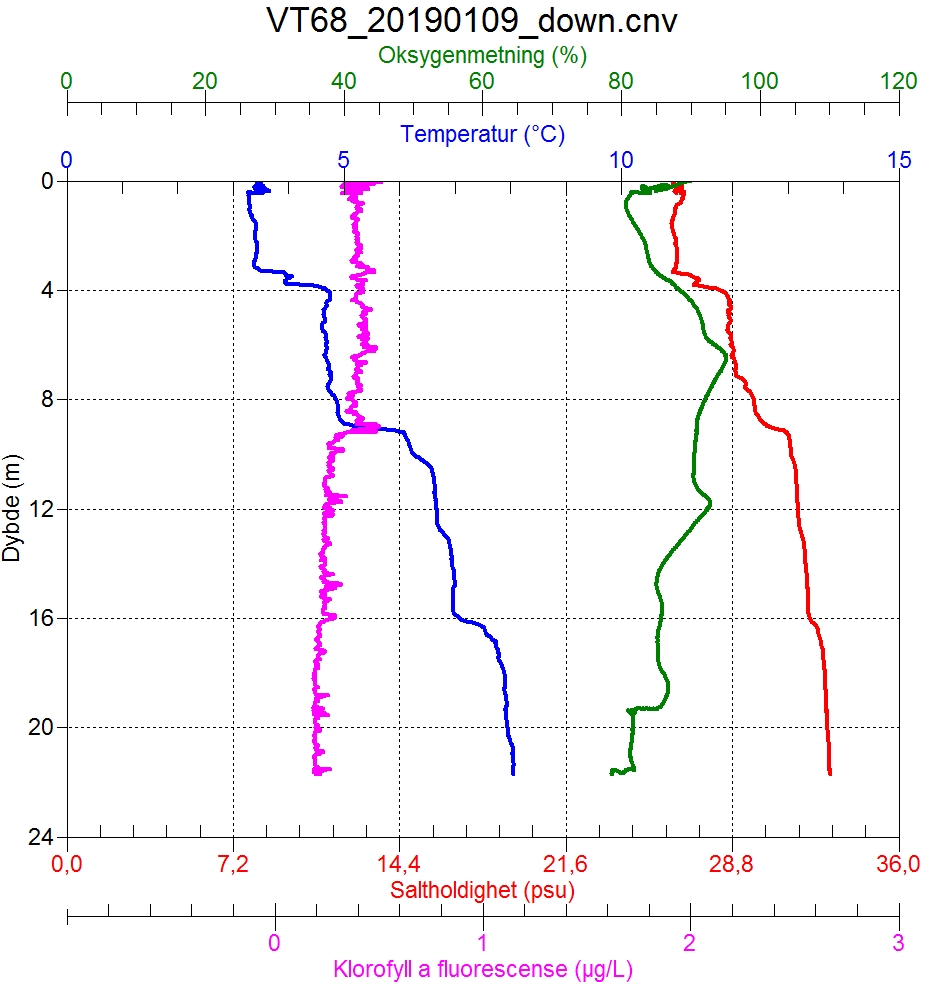 VT68_20190109_down.cnv
Oksygenmetning (%)
0 20 40 60 80 100 120
Temperatur (°C)
0 5 10 15
0
4
8
12
16
20
24
Dybde (m)
0,0 7,2 14,4 21,6 28,8 36,0
Saltholdighet (psu)
0 1 2 3
Klorofyll a fluorescense (µg/L)